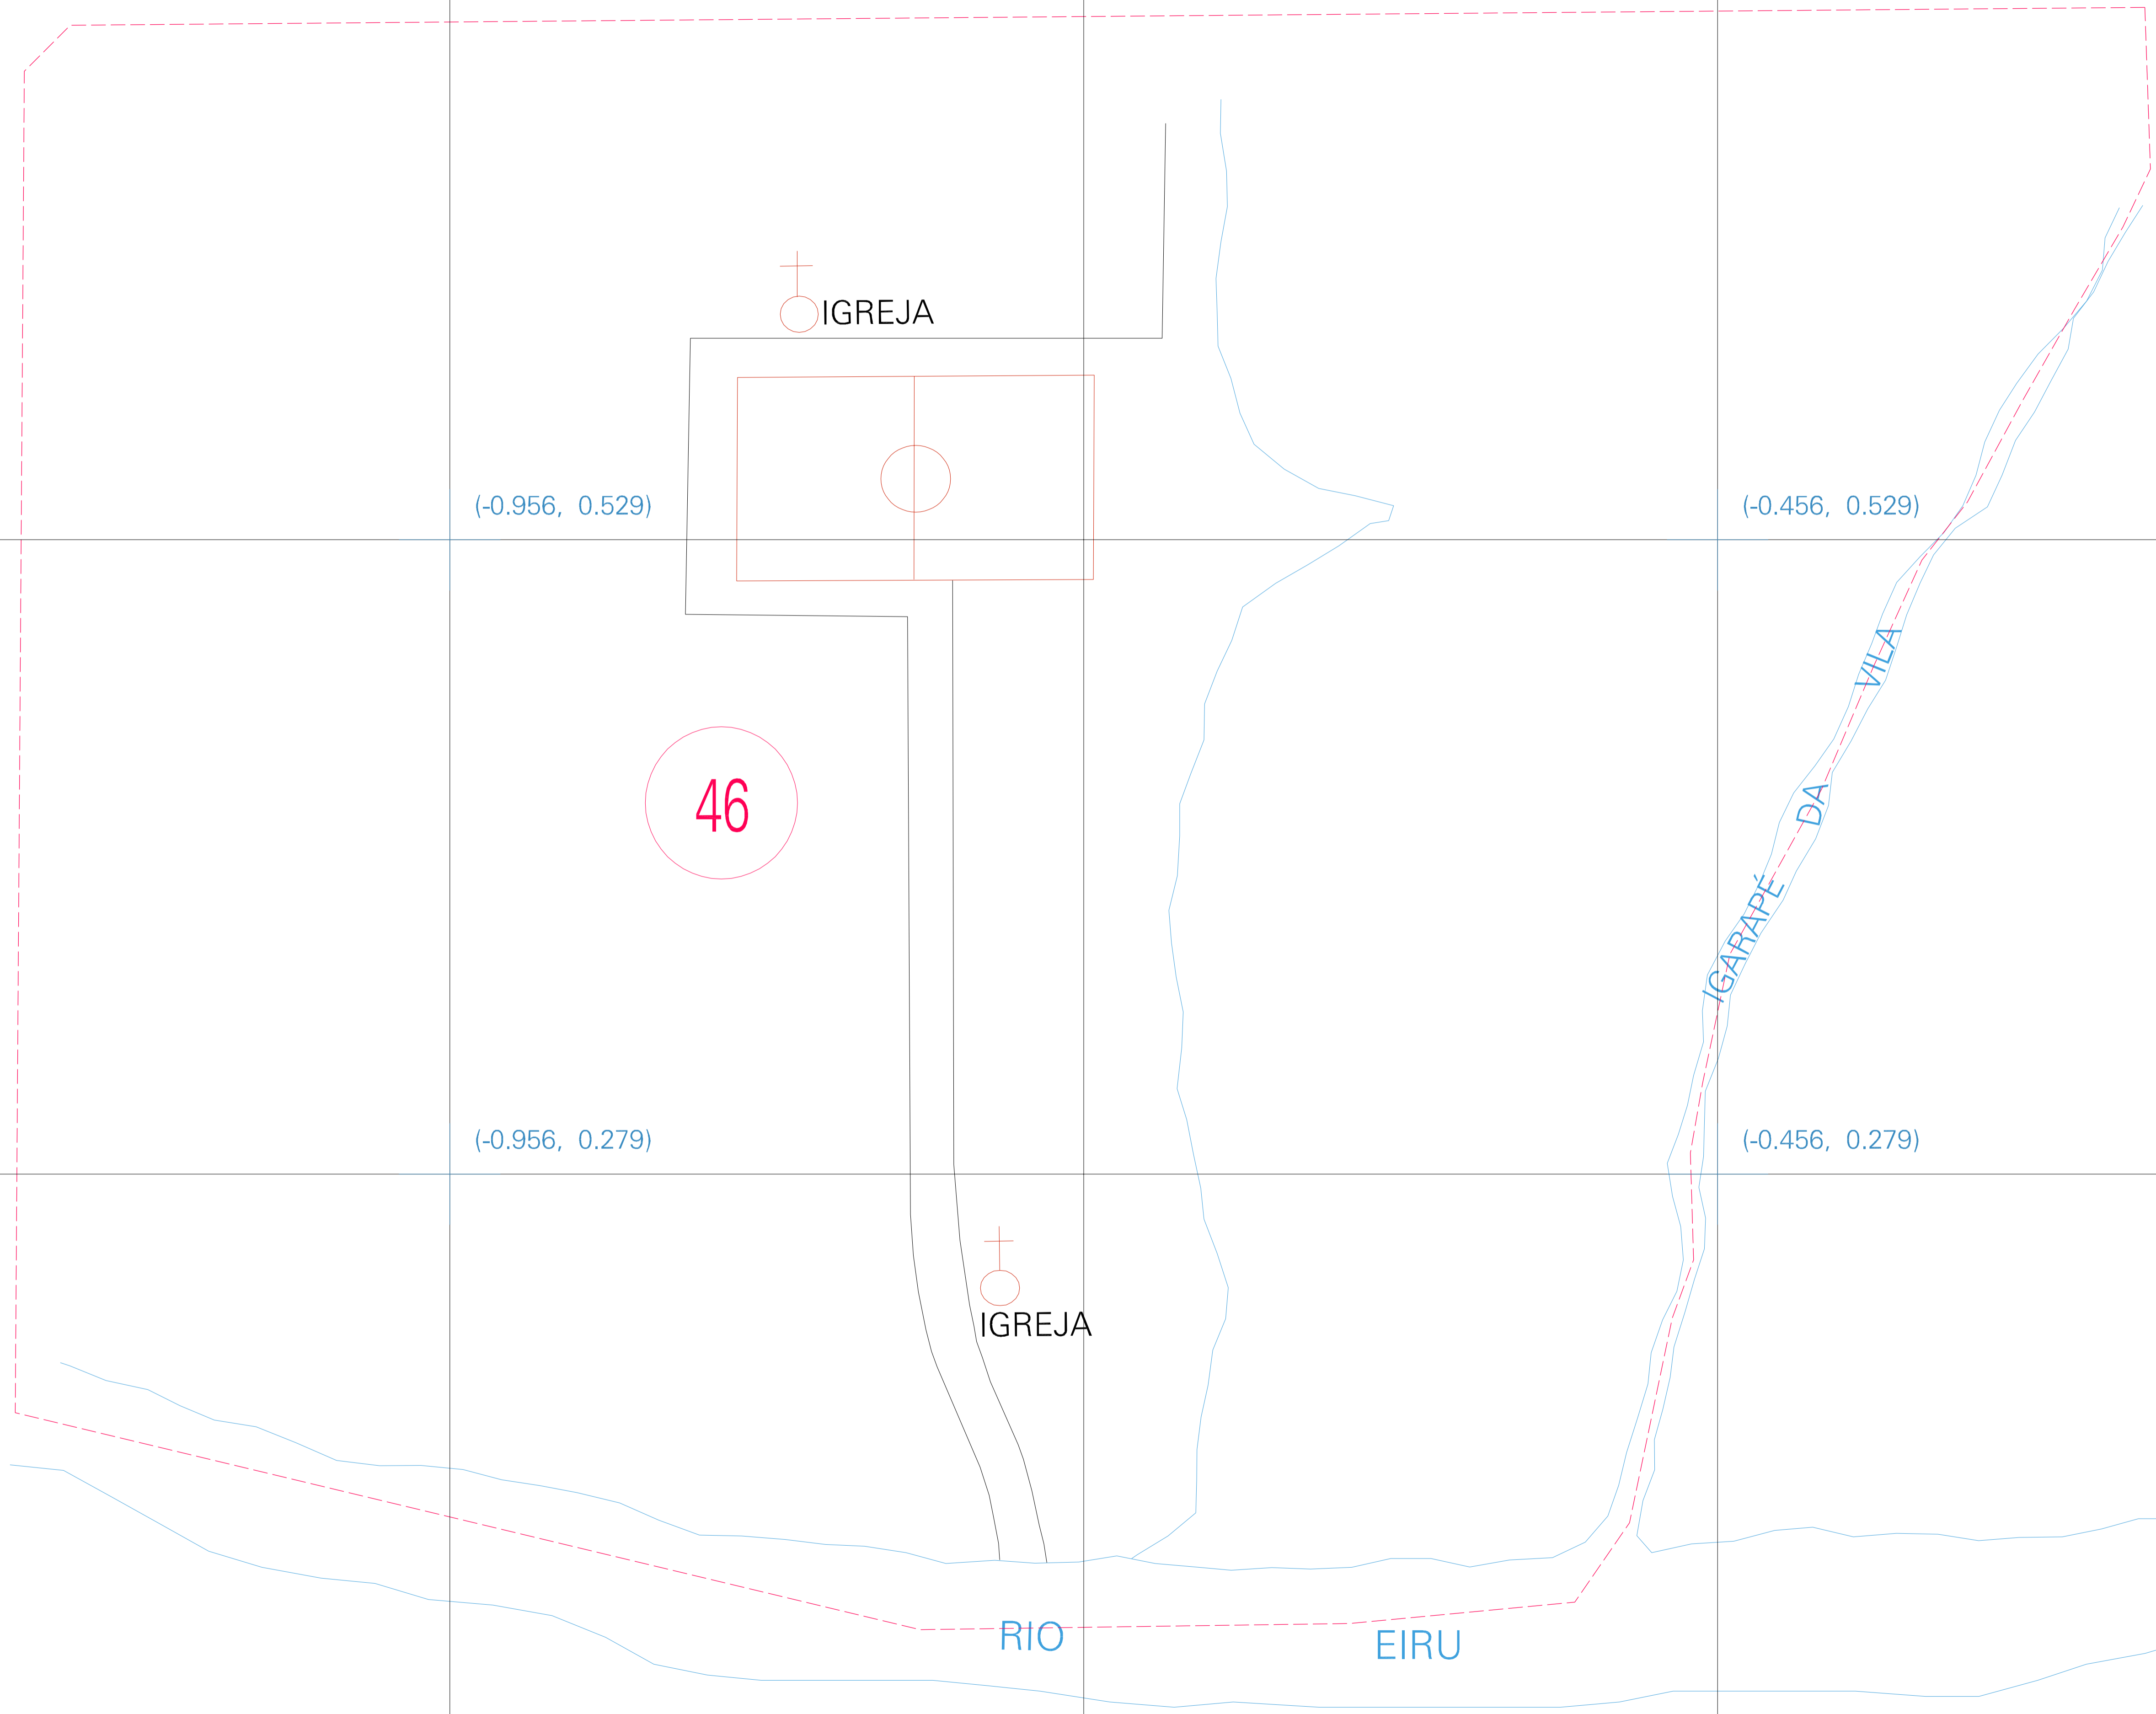 IGREJA
(-0.956, 0.529)
(-0.456, 0.529)
IGARAPÉ DA VILA
46
(-0.956, 0.279)
(-0.456, 0.279)
IGREJA
RIO EIRU